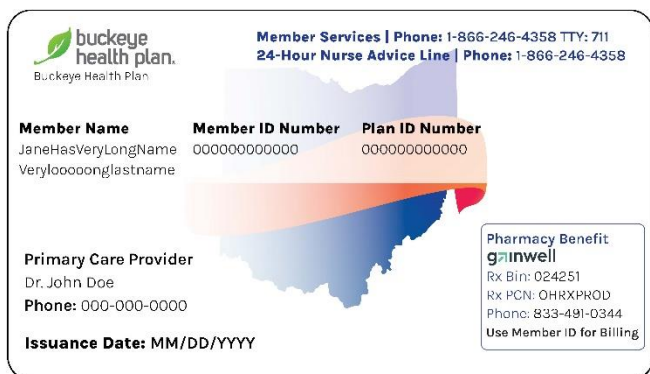 buckeye
health plan.
Buckeye Health Plan
Member Services | Phone: 1-866-246-4358 TTY: 711
24-Hour Nurse Advice Line | Phone: 1-866-246-4358
Member Name
JaneHasVeryLongName
Verylooooonglastname
Member ID Number
000000000000
Plan ID Number
000000000000
Primary Care Provider
Dr. John Doe
Phone: 000-000-0000
Issuance Date: MM/DD/YYYY
Pharmacy Benefit
gainwell
Rx Bin: 024251
Rx PCN: OHRXPROD
Phone: 833-491-0344
Use Member ID for Billing